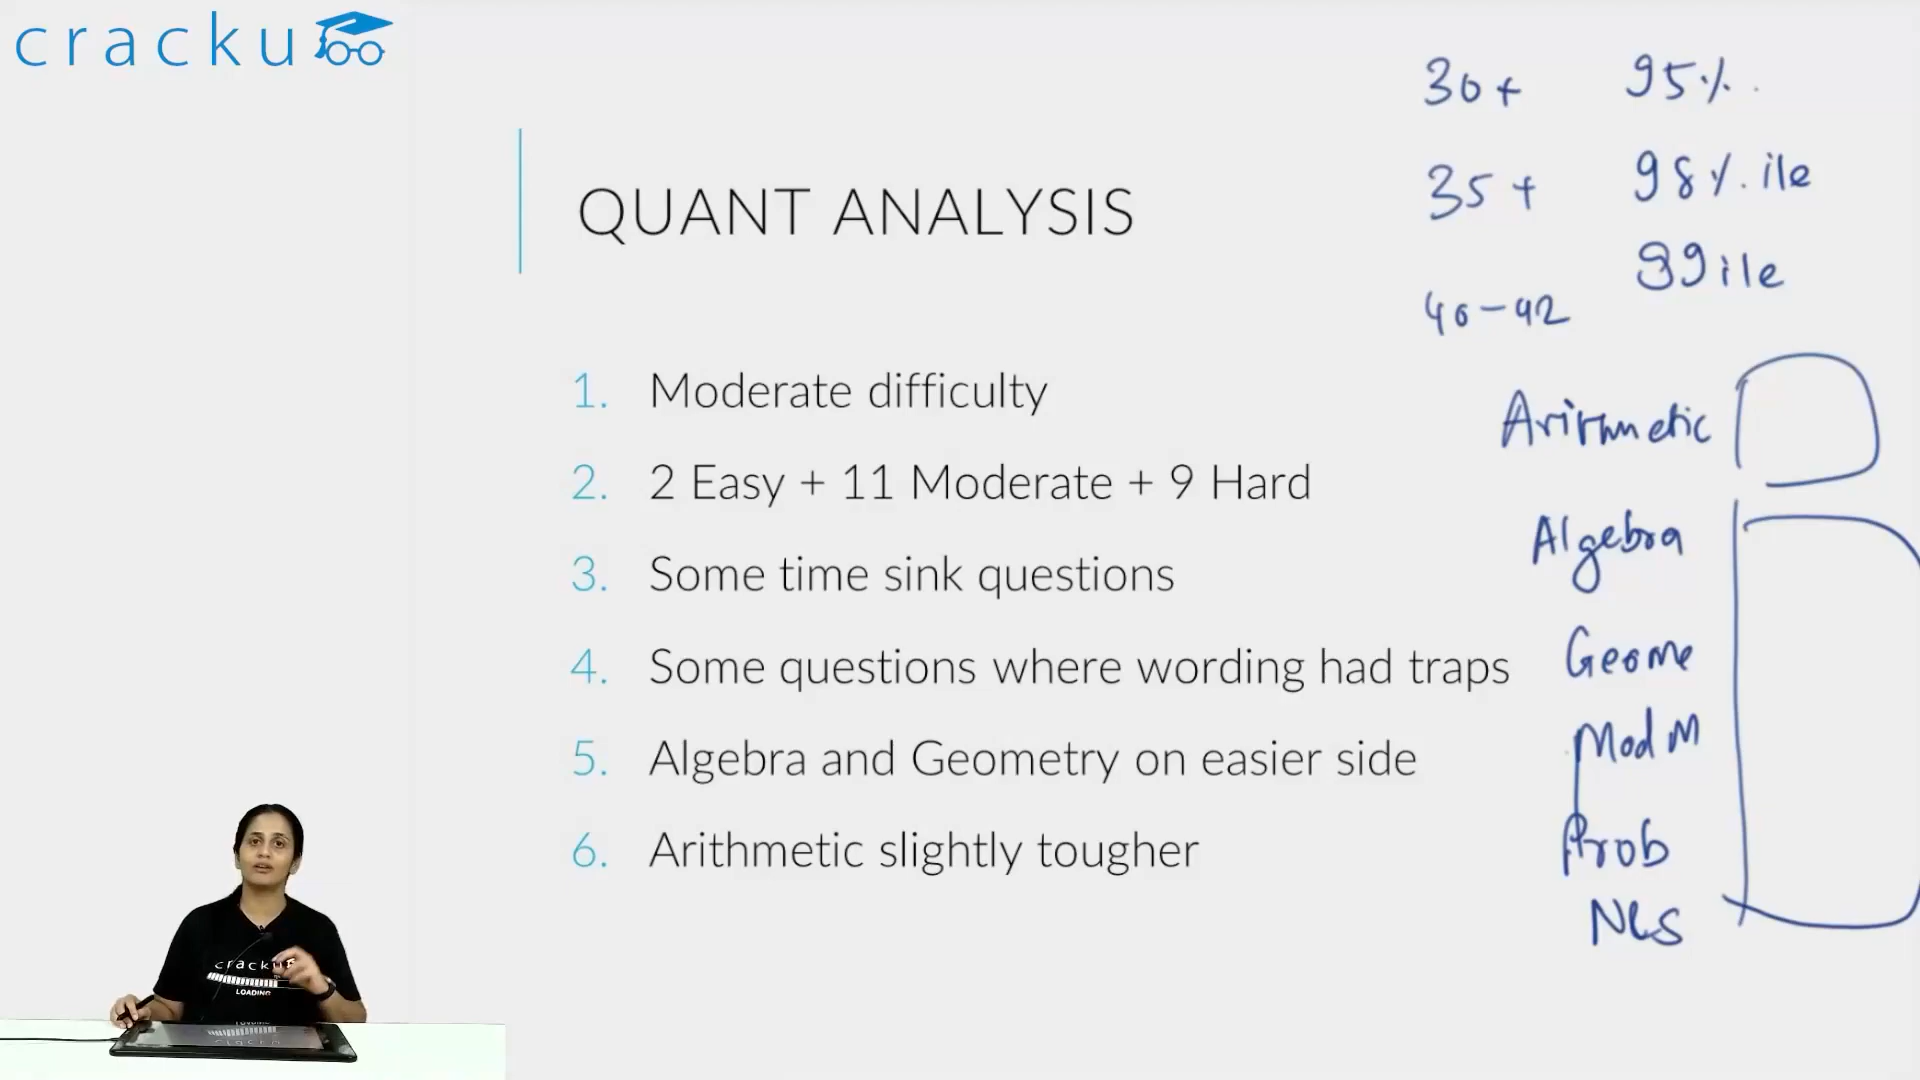 cracku
QUANT ANALYSIS
1. Moderate difficulty
2. 2 Easy + 11 Moderate + 9 Hard
3. Some time sink questions
4. Some questions where wording had traps
5. Algebra and Geometry on easier side
6. Arithmetic slightly tougher
30+ 95%.
35+ 98%.ile
99ile
40-42
Arithmetic
Algebra
Geome
Mod M
Prob
cracku
LOADING